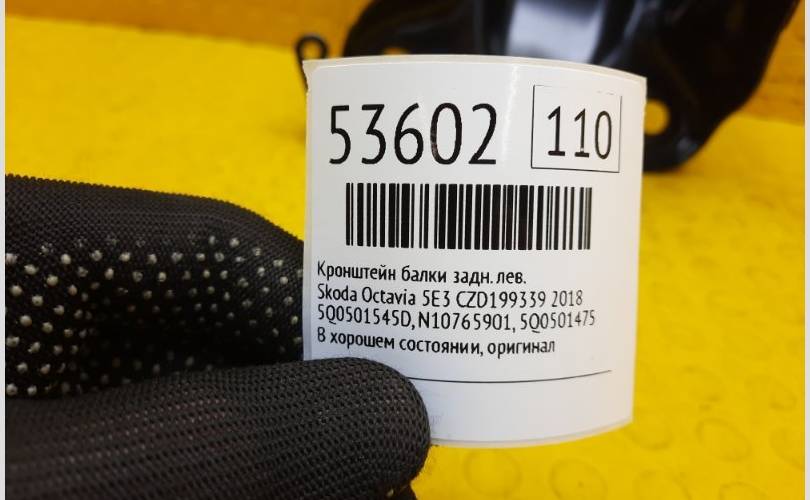 53602 110
Кронштейн балки задн. лев.
Skoda Octavia 5E3 CZD199339 2018
5Q0501545D, N10765901, 5Q0501475
В хорошем состоянии, оригинал